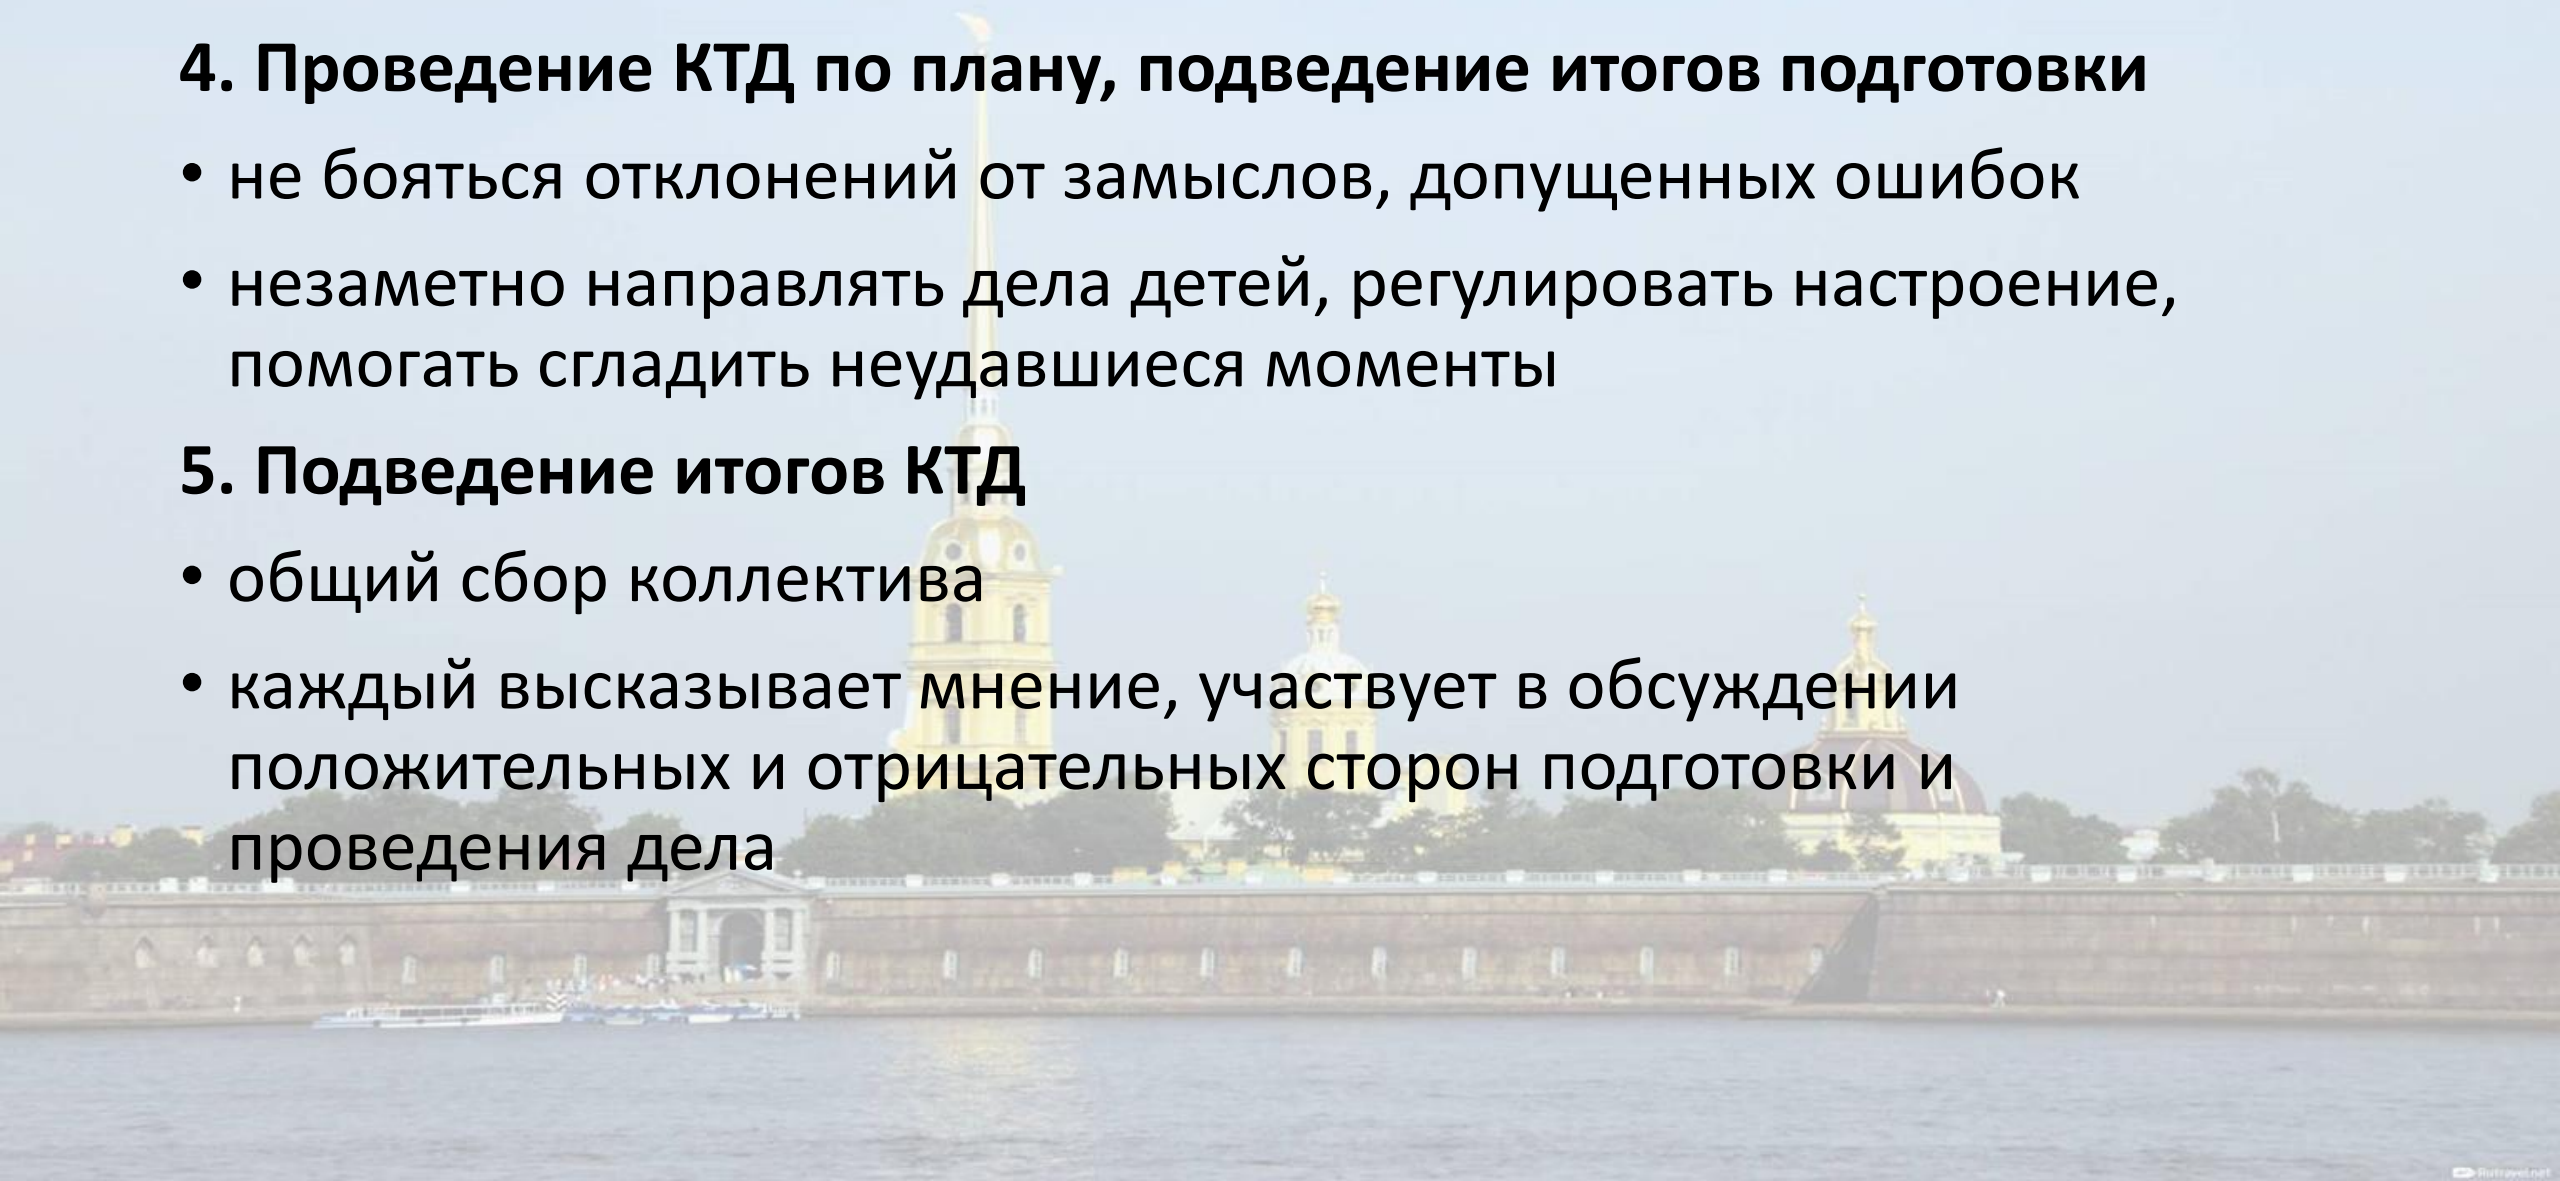 4. Проведение КТД по плану, подведение итогов подготовки
• не бояться отклонений от замыслов, допущенных ошибок
• незаметно направлять дела детей, регулировать настроение,
помогать сгладить неудавшиеся моменты
5. Подведение итогов КТД
• общий сбор коллектива
• каждый высказывает мнение, участвует в обсуждении
положительных и отрицательных сторон подготовки и
проведения дела
Rutravel.net